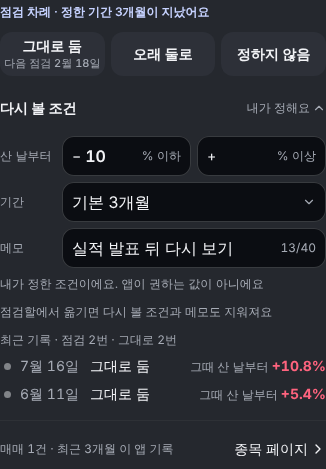 점검 차례 · 정한 기간 3개월이 지났어요
그대로 둠 오래 둘로 정하지 않음
다음 점검 2월 18일
다시 볼 조건 내가 정해요
산 날부터 − 10 % 이하 + % 이상
기간 기본 3개월
메모 실적 발표 뒤 다시 보기 13/40
내가 정한 조건이에요. 앱이 권하는 값이 아니에요
점검할에서 옮기면 다시 볼 조건과 메모도 지워져요
최근 기록 · 점검 2번 · 그대로 2번
7월 16일 그대로 둠 그때 산 날부터 +10.8%
6월 11일 그대로 둠 그때 산 날부터 +5.4%
매매 1건 · 최근 3개월 이 앱 기록 종목 페이지